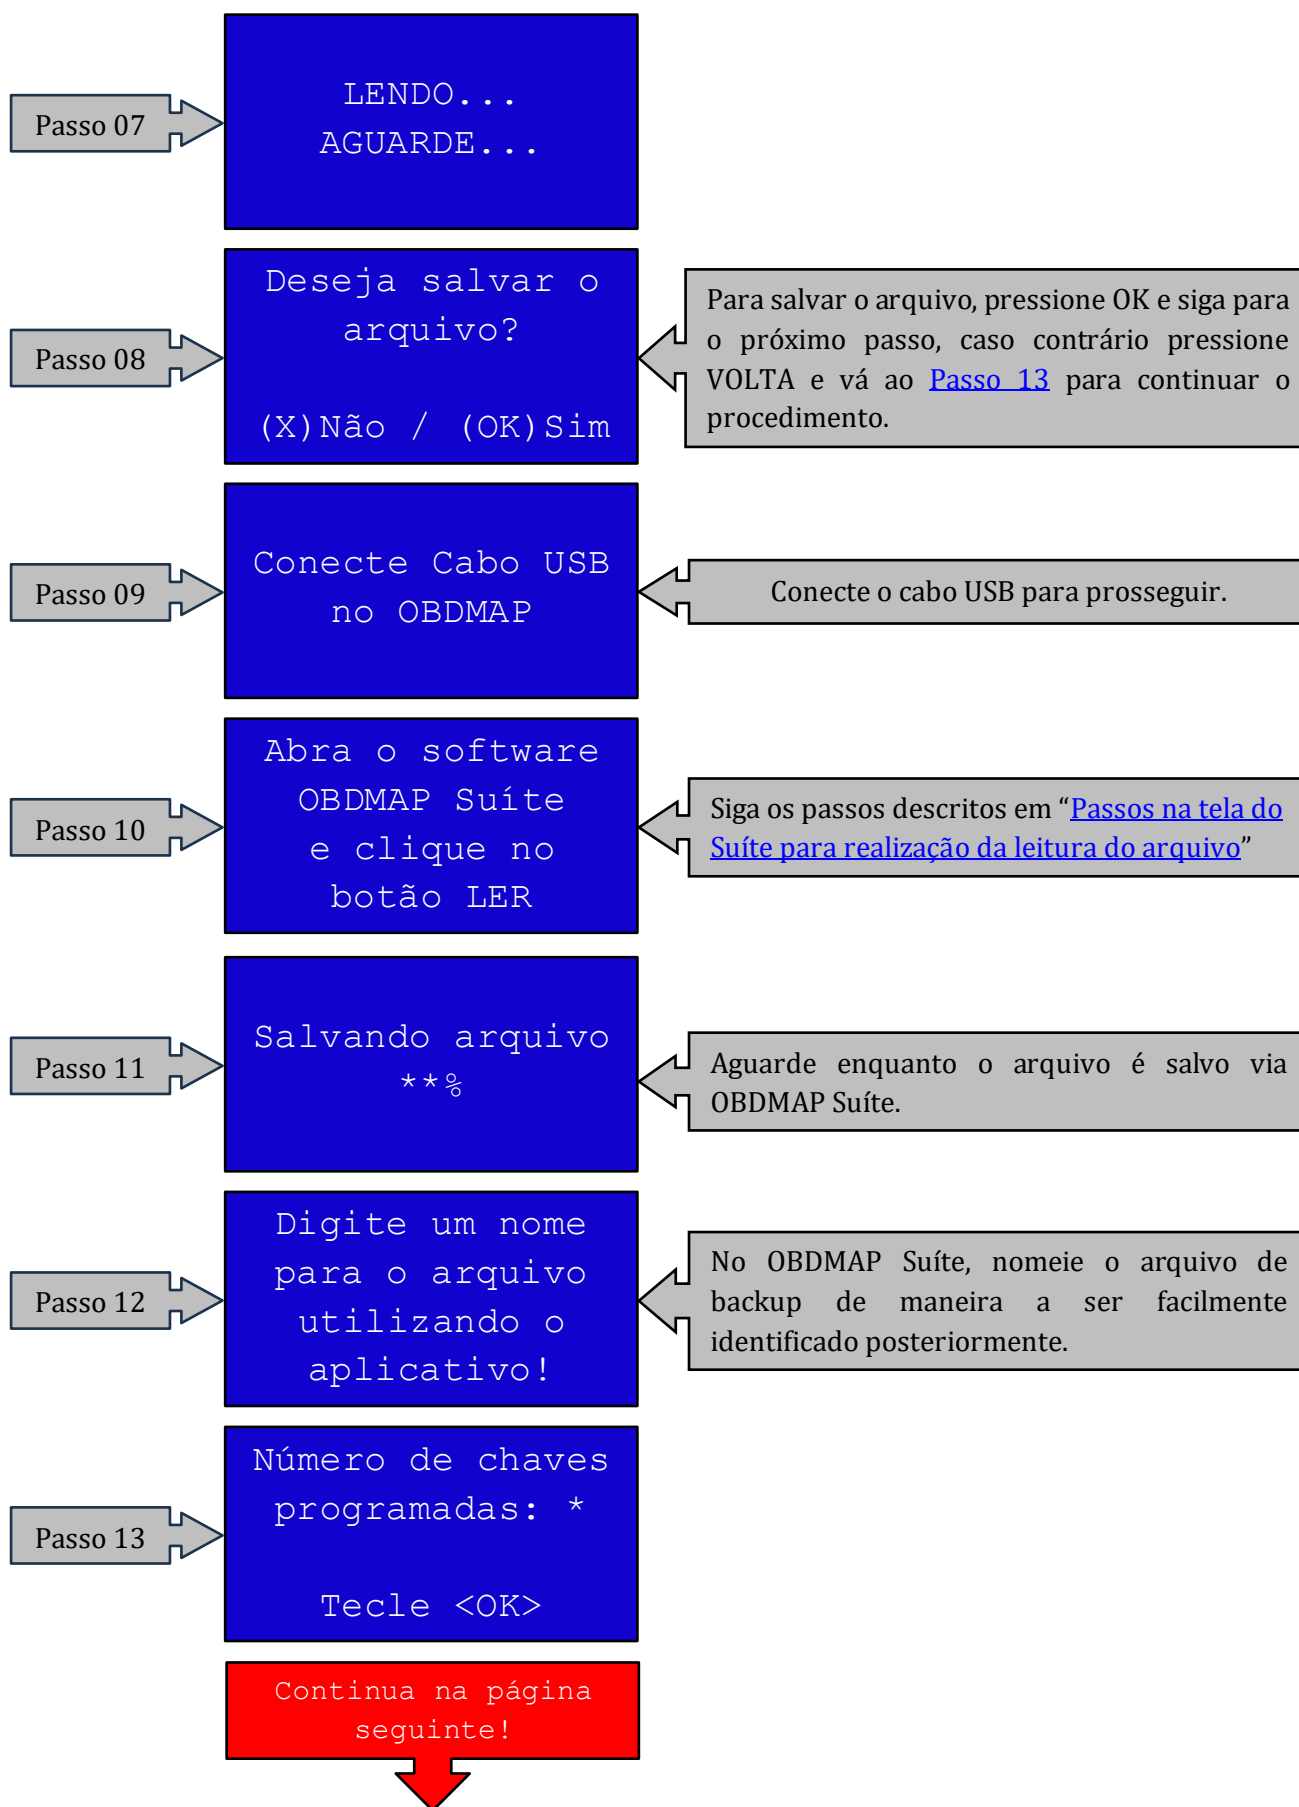 Passo 07
LENDO...
AGUARDE...
Passo 08
Deseja salvar o
arquivo?
(X)Não / (OK)Sim
Para salvar o arquivo, pressione OK e siga para
o próximo passo, caso contrário pressione
VOLTA e vá ao Passo 13 para continuar o
procedimento.
Passo 09
Conecte Cabo USB
no OBDMAP
Conecte o cabo USB para prosseguir.
Passo 10
Abra o software
OBDMAP Suíte
e clique no
botão LER
Siga os passos descritos em “Passos na tela do
Suíte para realização da leitura do arquivo”
Passo 11
Salvando arquivo
**%
Aguarde enquanto o arquivo é salvo via
OBDMAP Suíte.
Passo 12
Digite um nome
para o arquivo
utilizando o
aplicativo!
No OBDMAP Suíte, nomeie o arquivo de
backup de maneira a ser facilmente
identificado posteriormente.
Passo 13
Número de chaves
programadas: *
Tecle <OK>
Continua na página
seguinte!